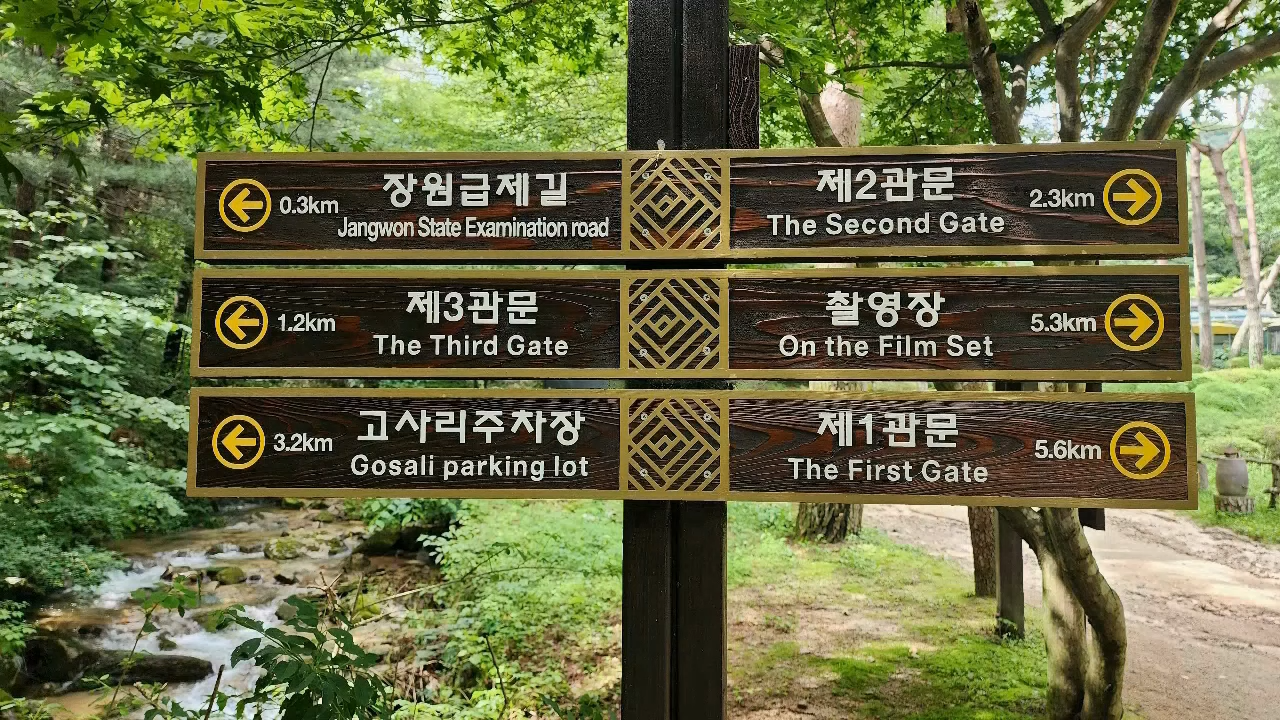 0.3km 장원급제길
Jangwon State Examination road
제2관문 2.3km
The Second Gate
1.2km 제3관문
The Third Gate
촬영장 5.3km
On the Film Set
3.2km 고사리주차장
Gosali parking lot
제1관문 5.6km
The First Gate